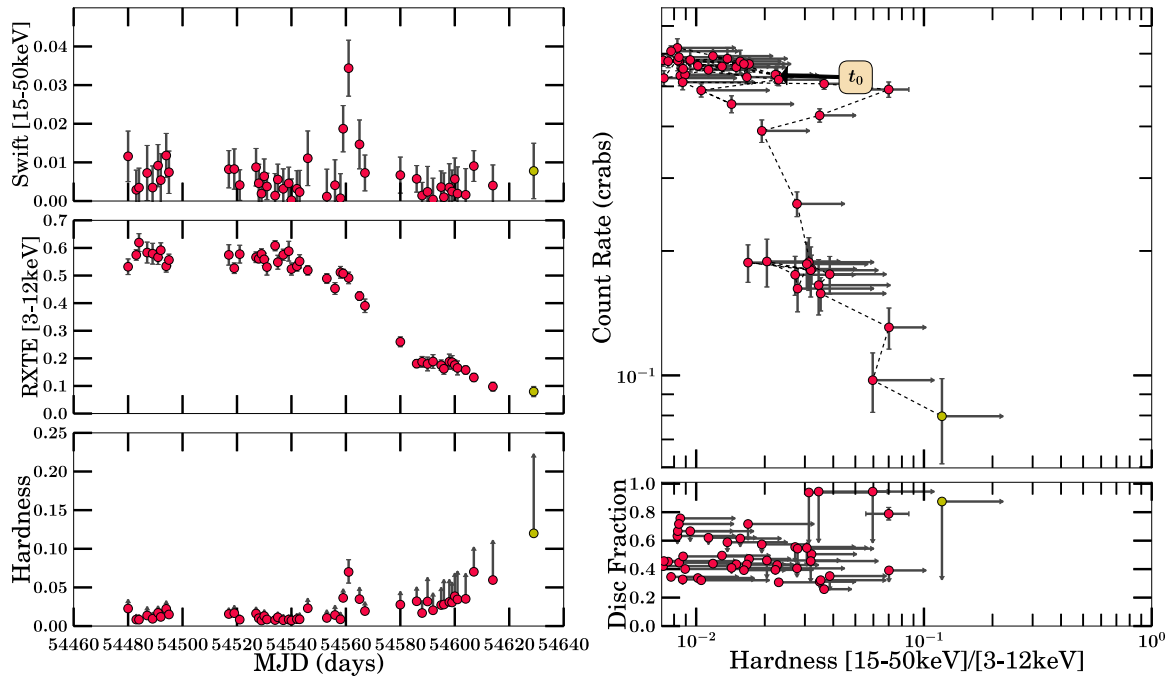 Swift [15-50keV]
0.04
0.03
0.02
0.01
0.00
RXTE [3-12keV]
0.7
0.6
0.5
0.4
0.3
0.2
0.1
0.0
Hardness
0.25
0.20
0.15
0.10
0.05
0.00
54460 54480 54500 54520 54540 54560 54580 54600 54620 54640
MJD (days)
Count Rate (crabs)
t0
10−1
Disc Fraction
1.0
0.8
0.6
0.4
0.2
0.0
10−2 10−1 100
Hardness [15-50keV]/[3-12keV]